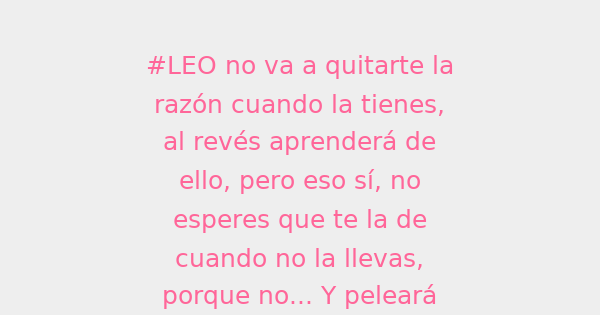 #LEO no va a quitarte la
razón cuando la tienes,
al revés aprenderá de
ello, pero eso sí, no
esperes que te la de
cuando no la llevas,
porque no... Y peleará